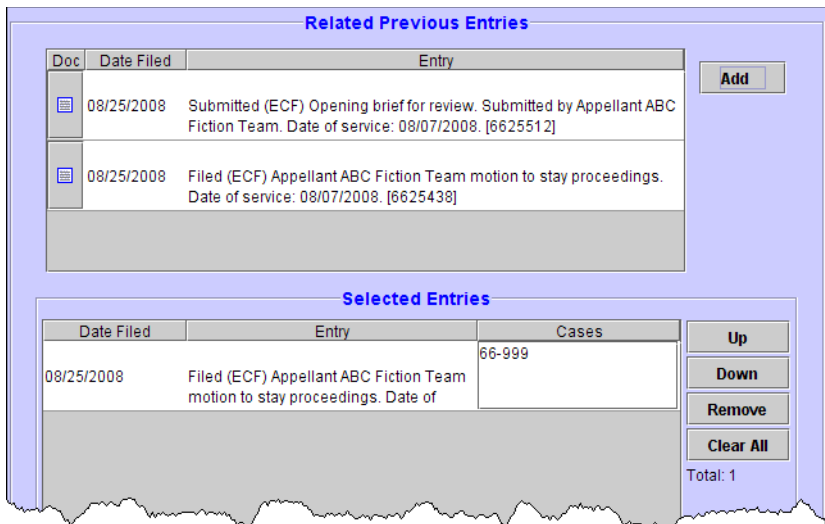 Related Previous Entries
Doc Date Filed Entry
Add
08/25/2008 Submitted (ECF) Opening brief for review. Submitted by Appellant ABC
Fiction Team. Date of service: 08/07/2008. [6625512]
08/25/2008 Filed (ECF) Appellant ABC Fiction Team motion to stay proceedings.
Date of service: 08/07/2008. [6625438]
Selected Entries
Date Filed Entry Cases
Up
66-999
08/25/2008 Filed (ECF) Appellant ABC Fiction Team
motion to stay proceedings. Date of
Down
Remove
Clear All
Total: 1